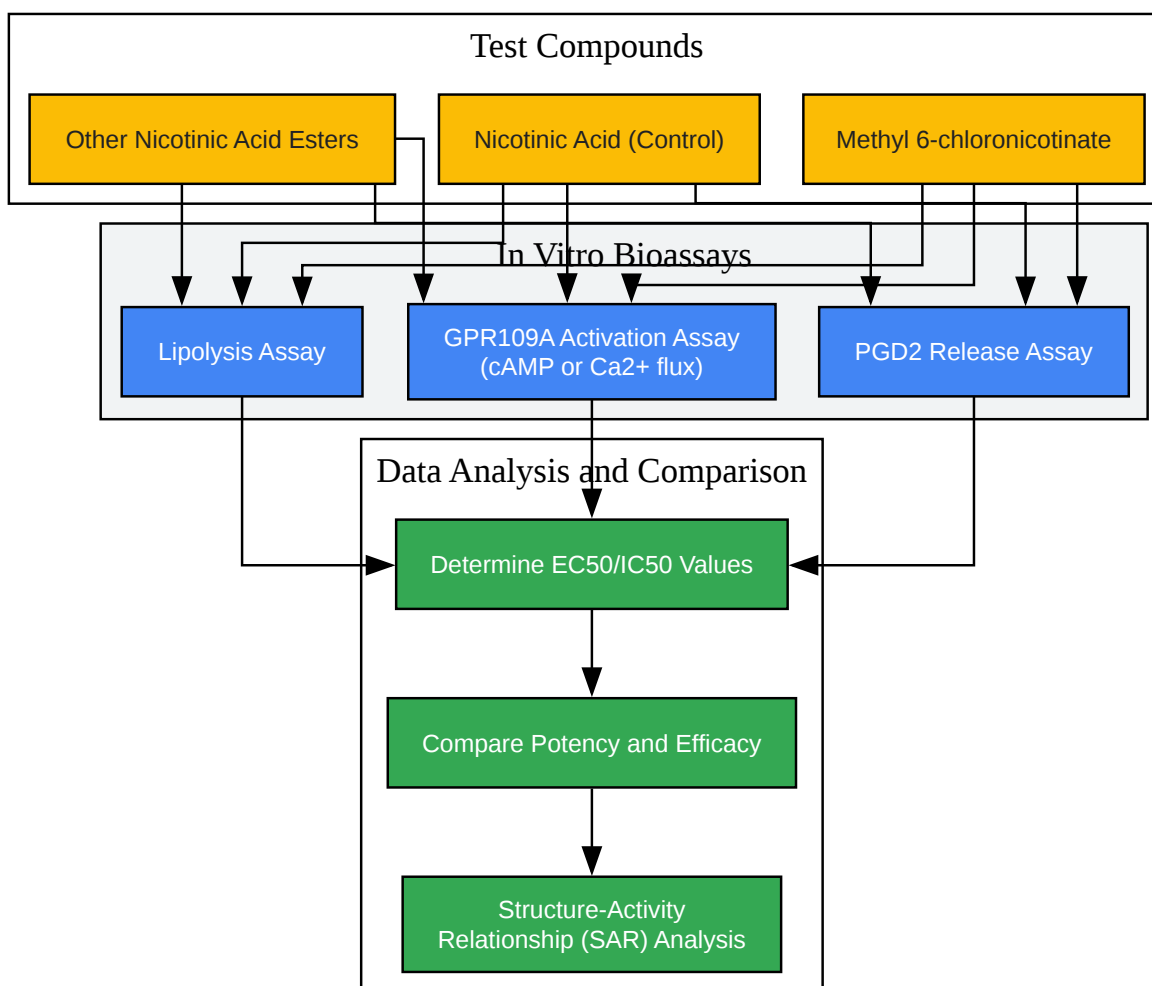 Test Compounds
Other Nicotinic Acid Esters
Nicotinic Acid (Control)
Methyl 6-chloronicotinate
In Vitro Bioassays
Lipolysis Assay
GPR109A Activation Assay
(cAMP or Ca2+ flux)
PGD2 Release Assay
Data Analysis and Comparison
Determine EC50/IC50 Values
Compare Potency and Efficacy
Structure-Activity
Relationship (SAR) Analysis